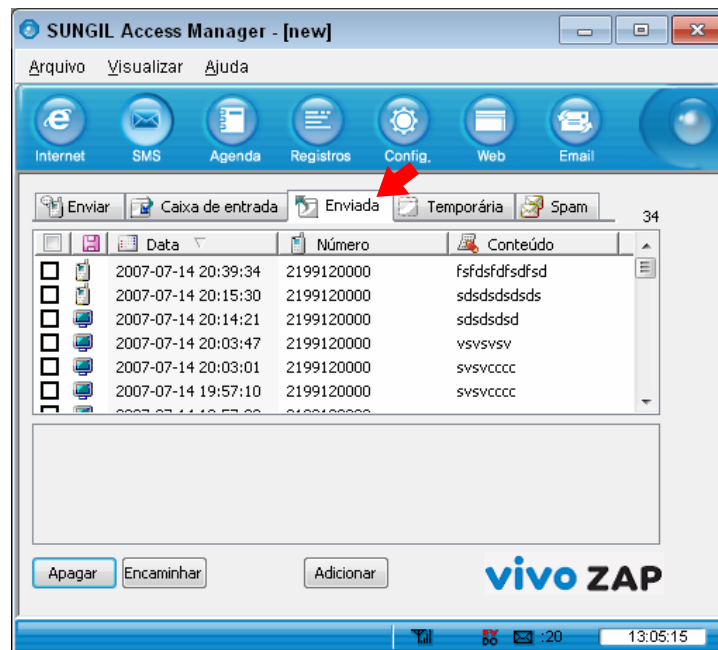 SUNGIL Access Manager - [new]
Arquivo Visualizar Ajuda
Internet SMS Agenda Registros Config. Web Email
Enviar Caixa de entrada Enviada Temporária Spam 34
Data Número Conteúdo
2007-07-14 20:39:34 2199120000 fsfdsfdfsdfsd
2007-07-14 20:15:30 2199120000 sdsdsdsdsds
2007-07-14 20:14:21 2199120000 sdsdsdsd
2007-07-14 20:03:47 2199120000 vsvsvsv
2007-07-14 20:03:01 2199120000 svsvcccc
2007-07-14 19:57:10 2199120000 svsvcccc
Apagar Encaminhar Adicionar vivo ZAP
EV DO :20 13:05:15